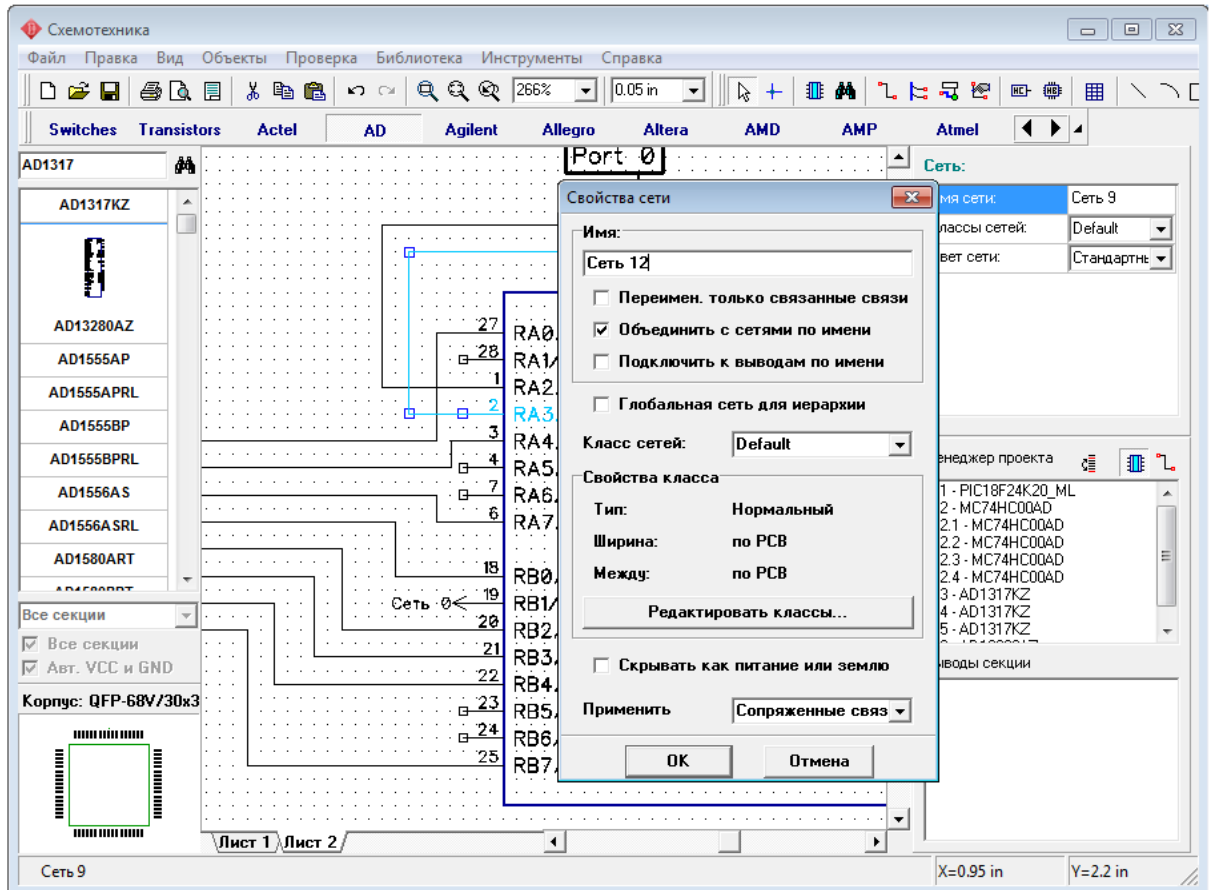 Схемотехника
Файл Правка Вид Объекты Проверка Библиотека Инструменты Справка
266% 0.05 in
Switches Transistors Actel AD Agilent Allegro Altera AMD AMP Atmel
AD1317
AD1317KZ
AD13280AZ
AD1555AP
AD1555APRL
AD1555BP
AD1555BPRL
AD1556AS
AD1556ASRL
AD1580ART
Все секции
Все секции
Авт. VCC и GND
Корпус: QFP-68V/30x3
Port 0
27 RA0
28 RA1/
1 RA2
2 RA3
3 RA4
4 RA5
7 RA6
6 RA7
18 RB0
Сеть 0 19 RB1/
20 RB2
21 RB3
22 RB4
23 RB5
24 RB6
25 RB7
Лист 1 Лист 2
Свойства сети
Имя:
Сеть 12
Переимен. только связанные связи
Объединить с сетями по имени
Подключить к выводам по имени
Глобальная сеть для иерархии
Класс сетей: Default
Свойства класса
Тип: Нормальный
Ширина: по PCB
Между: по PCB
Редактировать классы...
Скрывать как питание или землю
Применить Сопряженные связ
OK Отмена
Сеть:
мя сети: Сеть 9
лассы сетей: Default
вет сети: Стандартнь
енеджер проекта
1 - PIC18F24K20_ML
2 - MC74HC00AD
2.1 - MC74HC00AD
2.2 - MC74HC00AD
2.3 - MC74HC00AD
2.4 - MC74HC00AD
3 - AD1317KZ
4 - AD1317KZ
5 - AD1317KZ
ыводы секции
Сеть 9 X=0.95 in Y=2.2 in